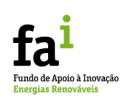 fai
Fundo de Apoio à Inovação
Energias Renováveis